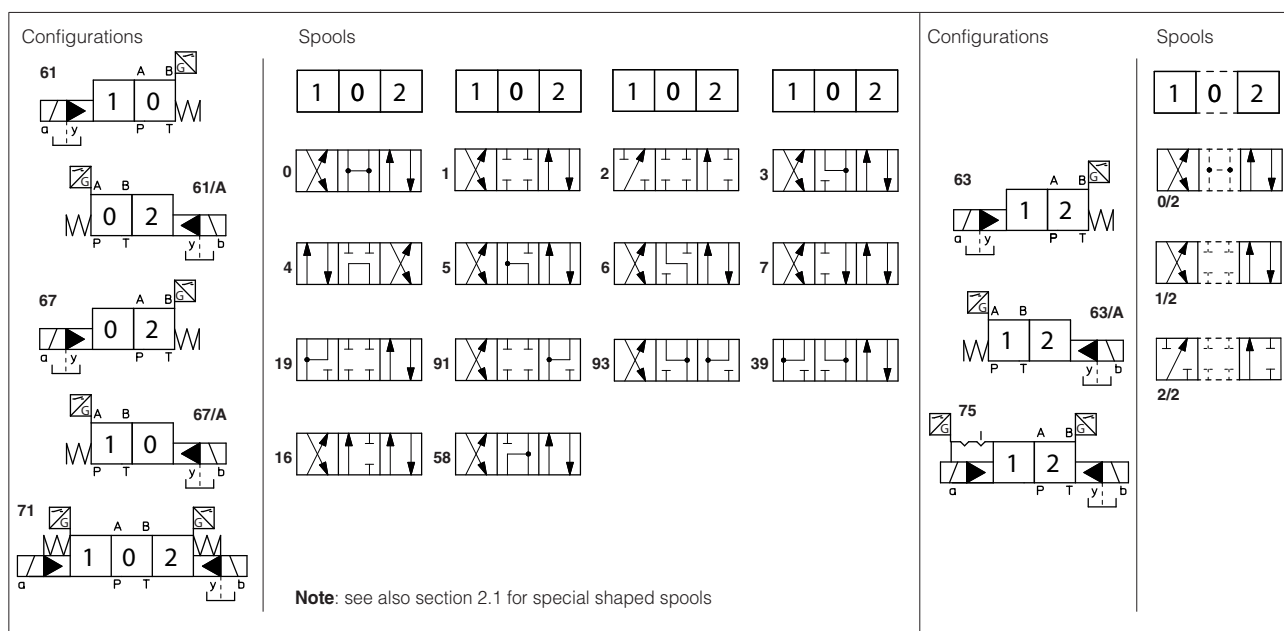 Configurations
Spools
61
A B G
1 0
a y P T
G
A B 61/A
0 2
P T y b
67
A B G
0 2
a y P T
G
A B 67/A
1 0
P T y b
71
G A B G
1 0 2
a P T y b
1 0 2 1 0 2 1 0 2 1 0 2
0 1 2 3
4 5 6 7
19 91 93 39
16 58
Note: see also section 2.1 for special shaped spools
Configurations
Spools
63
A B G
1 2
a y P T
G
A B 63/A
1 2
P T y b
75
G A B G
1 2
a P T y b
1 0 2
0/2
1/2
2/2